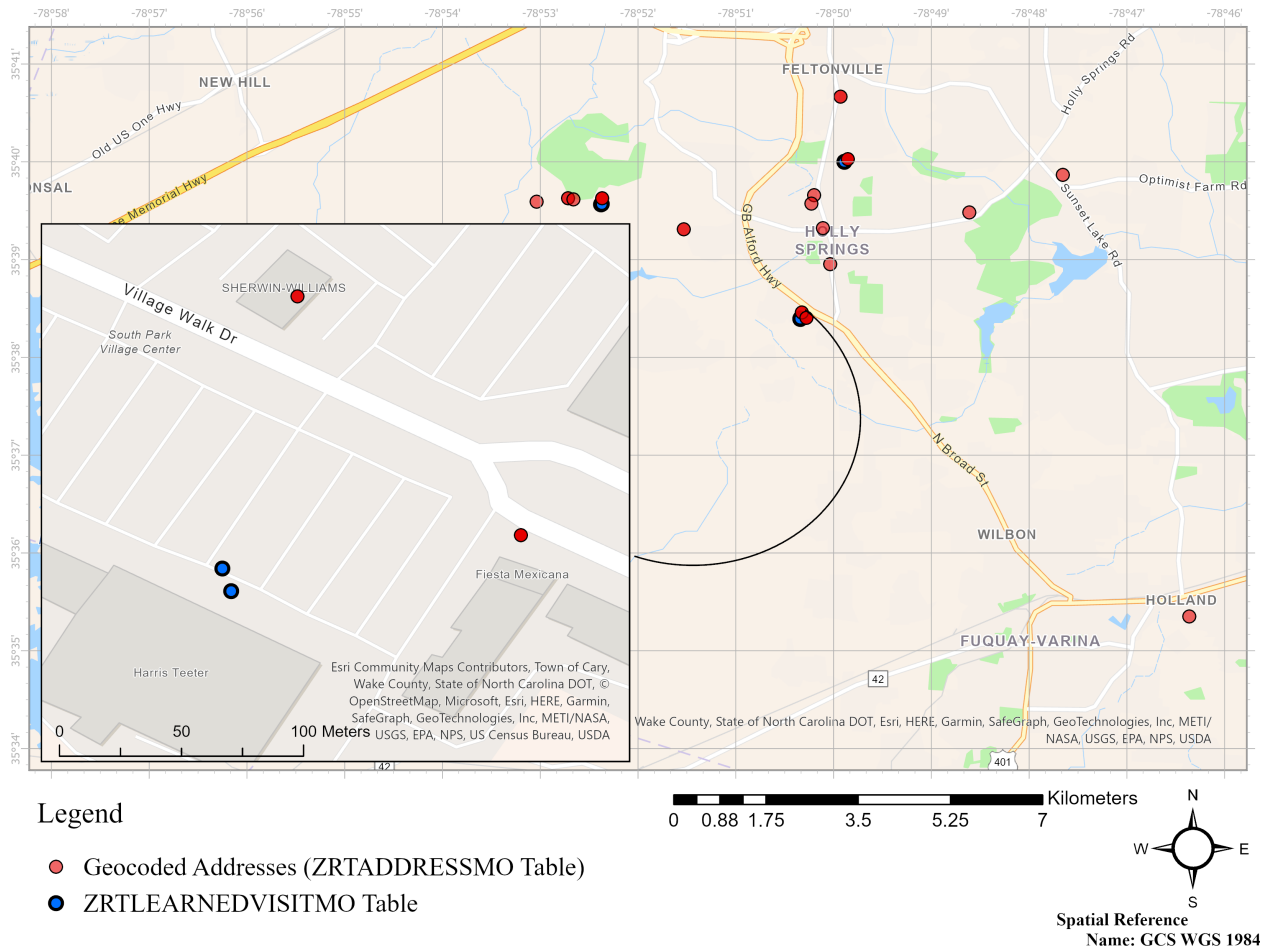 -78°58' -78°57' -78°56' -78°55' -78°54' -78°53' -78°52' -78°51' -78°50' -78°49' -78°48' -78°47' -78°46'
35°41'
35°40'
35°39'
35°38'
35°37'
35°36'
35°35'
35°34'
NEW HILL
FELTONVILLE
Holly Springs Rd
Old US One Hwy
ONSAL
e Memorial Hwy
Optimist Farm Rd
Sunset Lake Rd
GB Alford Hwy
HOLLY
SPRINGS
SHERWIN-WILLIAMS
Village Walk Dr
South Park
Village Center
N Broad St
WILBON
Fiesta Mexicana
HOLLAND
FUQUAY-VARINA
Harris Teeter
42
Esri Community Maps Contributors, Town of Cary,
Wake County, State of North Carolina DOT, ©
OpenStreetMap, Microsoft, Esri, HERE, Garmin,
SafeGraph, GeoTechnologies, Inc, METI/NASA,
USGS, EPA, NPS, US Census Bureau, USDA
0 50 100 Meters
Wake County, State of North Carolina DOT, Esri, HERE, Garmin, SafeGraph, GeoTechnologies, Inc, METI/
NASA, USGS, EPA, NPS, USDA
42
401
Legend
Geocoded Addresses (ZRTADDRESSMO Table)
ZRTLEARNEDVISITMO Table
Kilometers
0 0.88 1.75 3.5 5.25 7
N
W E
S
Spatial Reference
Name: GCS WGS 1984